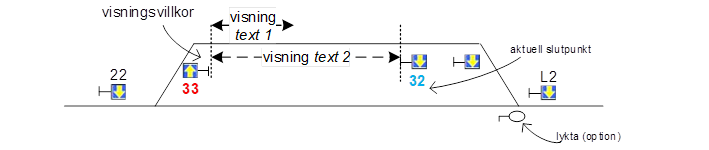 visningsvillkor
visning
text 1
visning text 2
aktuell slutpunkt
22
33
32
L2
lykta (option)